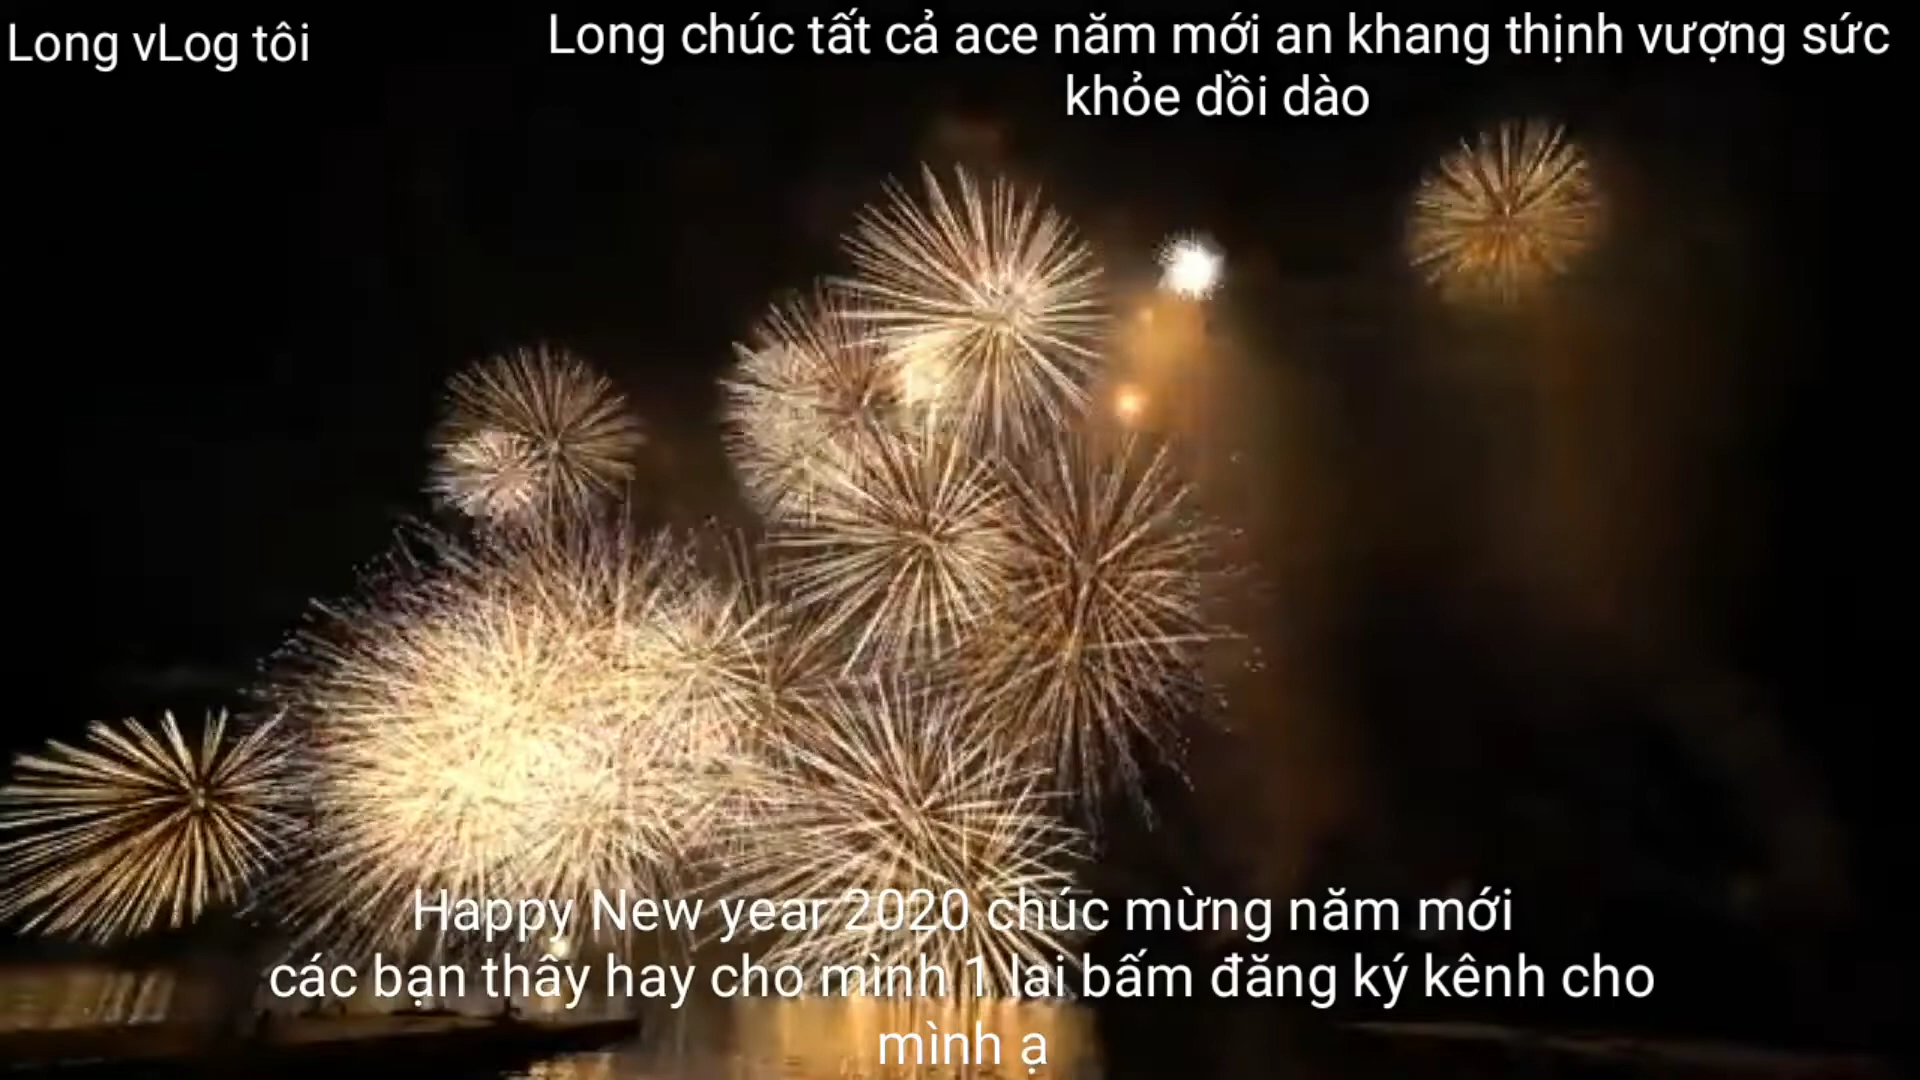 Long vLog tôi
Long chúc tất cả ace năm mới an khang thịnh vượng sức
khỏe dồi dào
Happy New year 2020 chúc mừng năm mới
các bạn thấy hay cho mình 1 lai bấm đăng ký kênh cho
mình ạ